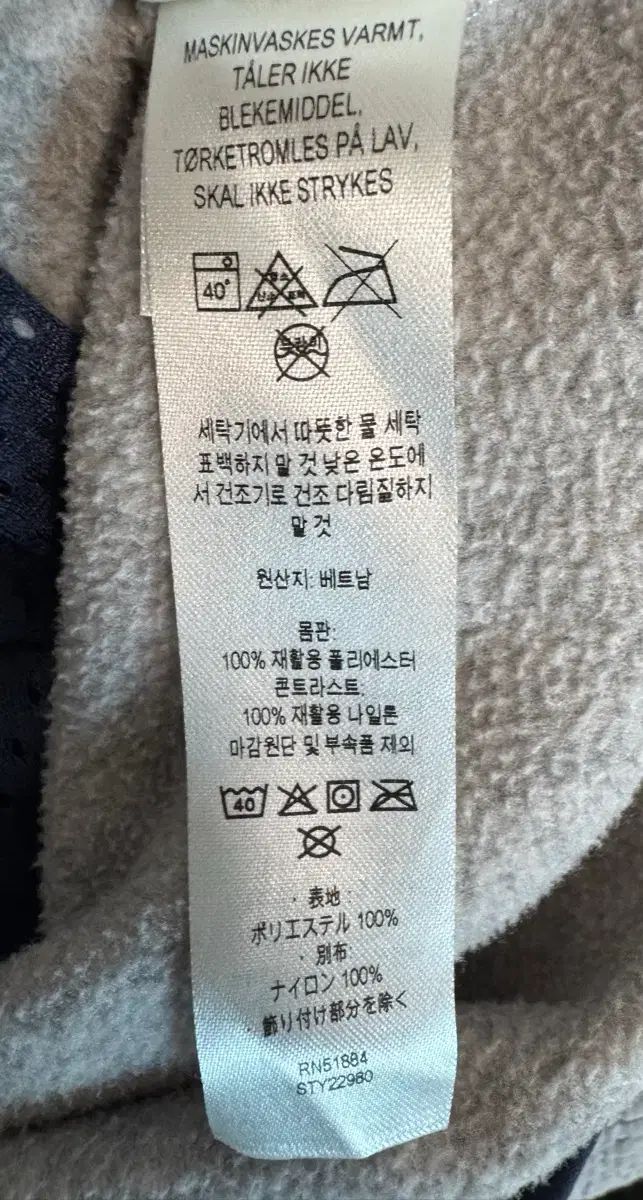 MASKINVASKES VARMT,
TÅLER IKKE
BLEKEMIDDEL,
TØRKETROMLES PÅ LAV,
SKAL IKKE STRYKES
40°
드라이
세탁기에서 따뜻한 물 세탁
표백하지 말 것 낮은 온도에
서 건조기로 건조 다림질하지
말 것
원산지: 베트남
몸판:
100% 재활용 폴리에스터
콘트라스트:
100% 재활용 나일론
마감원단 및 부속품 제외
40
· 表地
ポリエステル 100%
· 別布
ナイロン 100%
· 飾り付け部分を除く
RN51884
STY22980